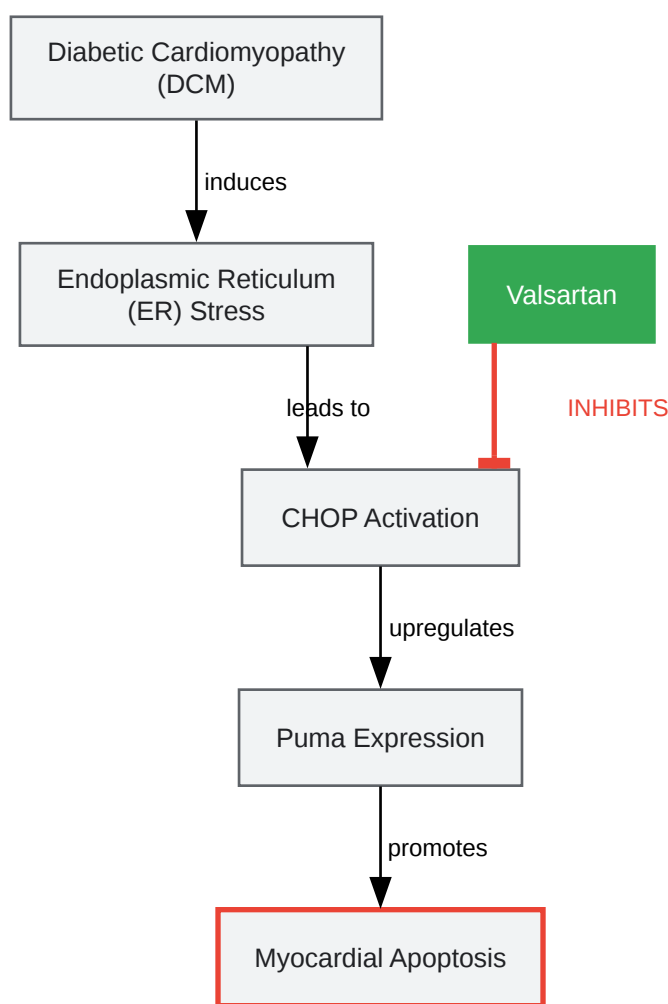 Diabetic Cardiomyopathy
(DCM)
induces
Endoplasmic Reticulum
(ER) Stress
Valsartan
leads to
INHIBITS
CHOP Activation
upregulates
Puma Expression
promotes
Myocardial Apoptosis